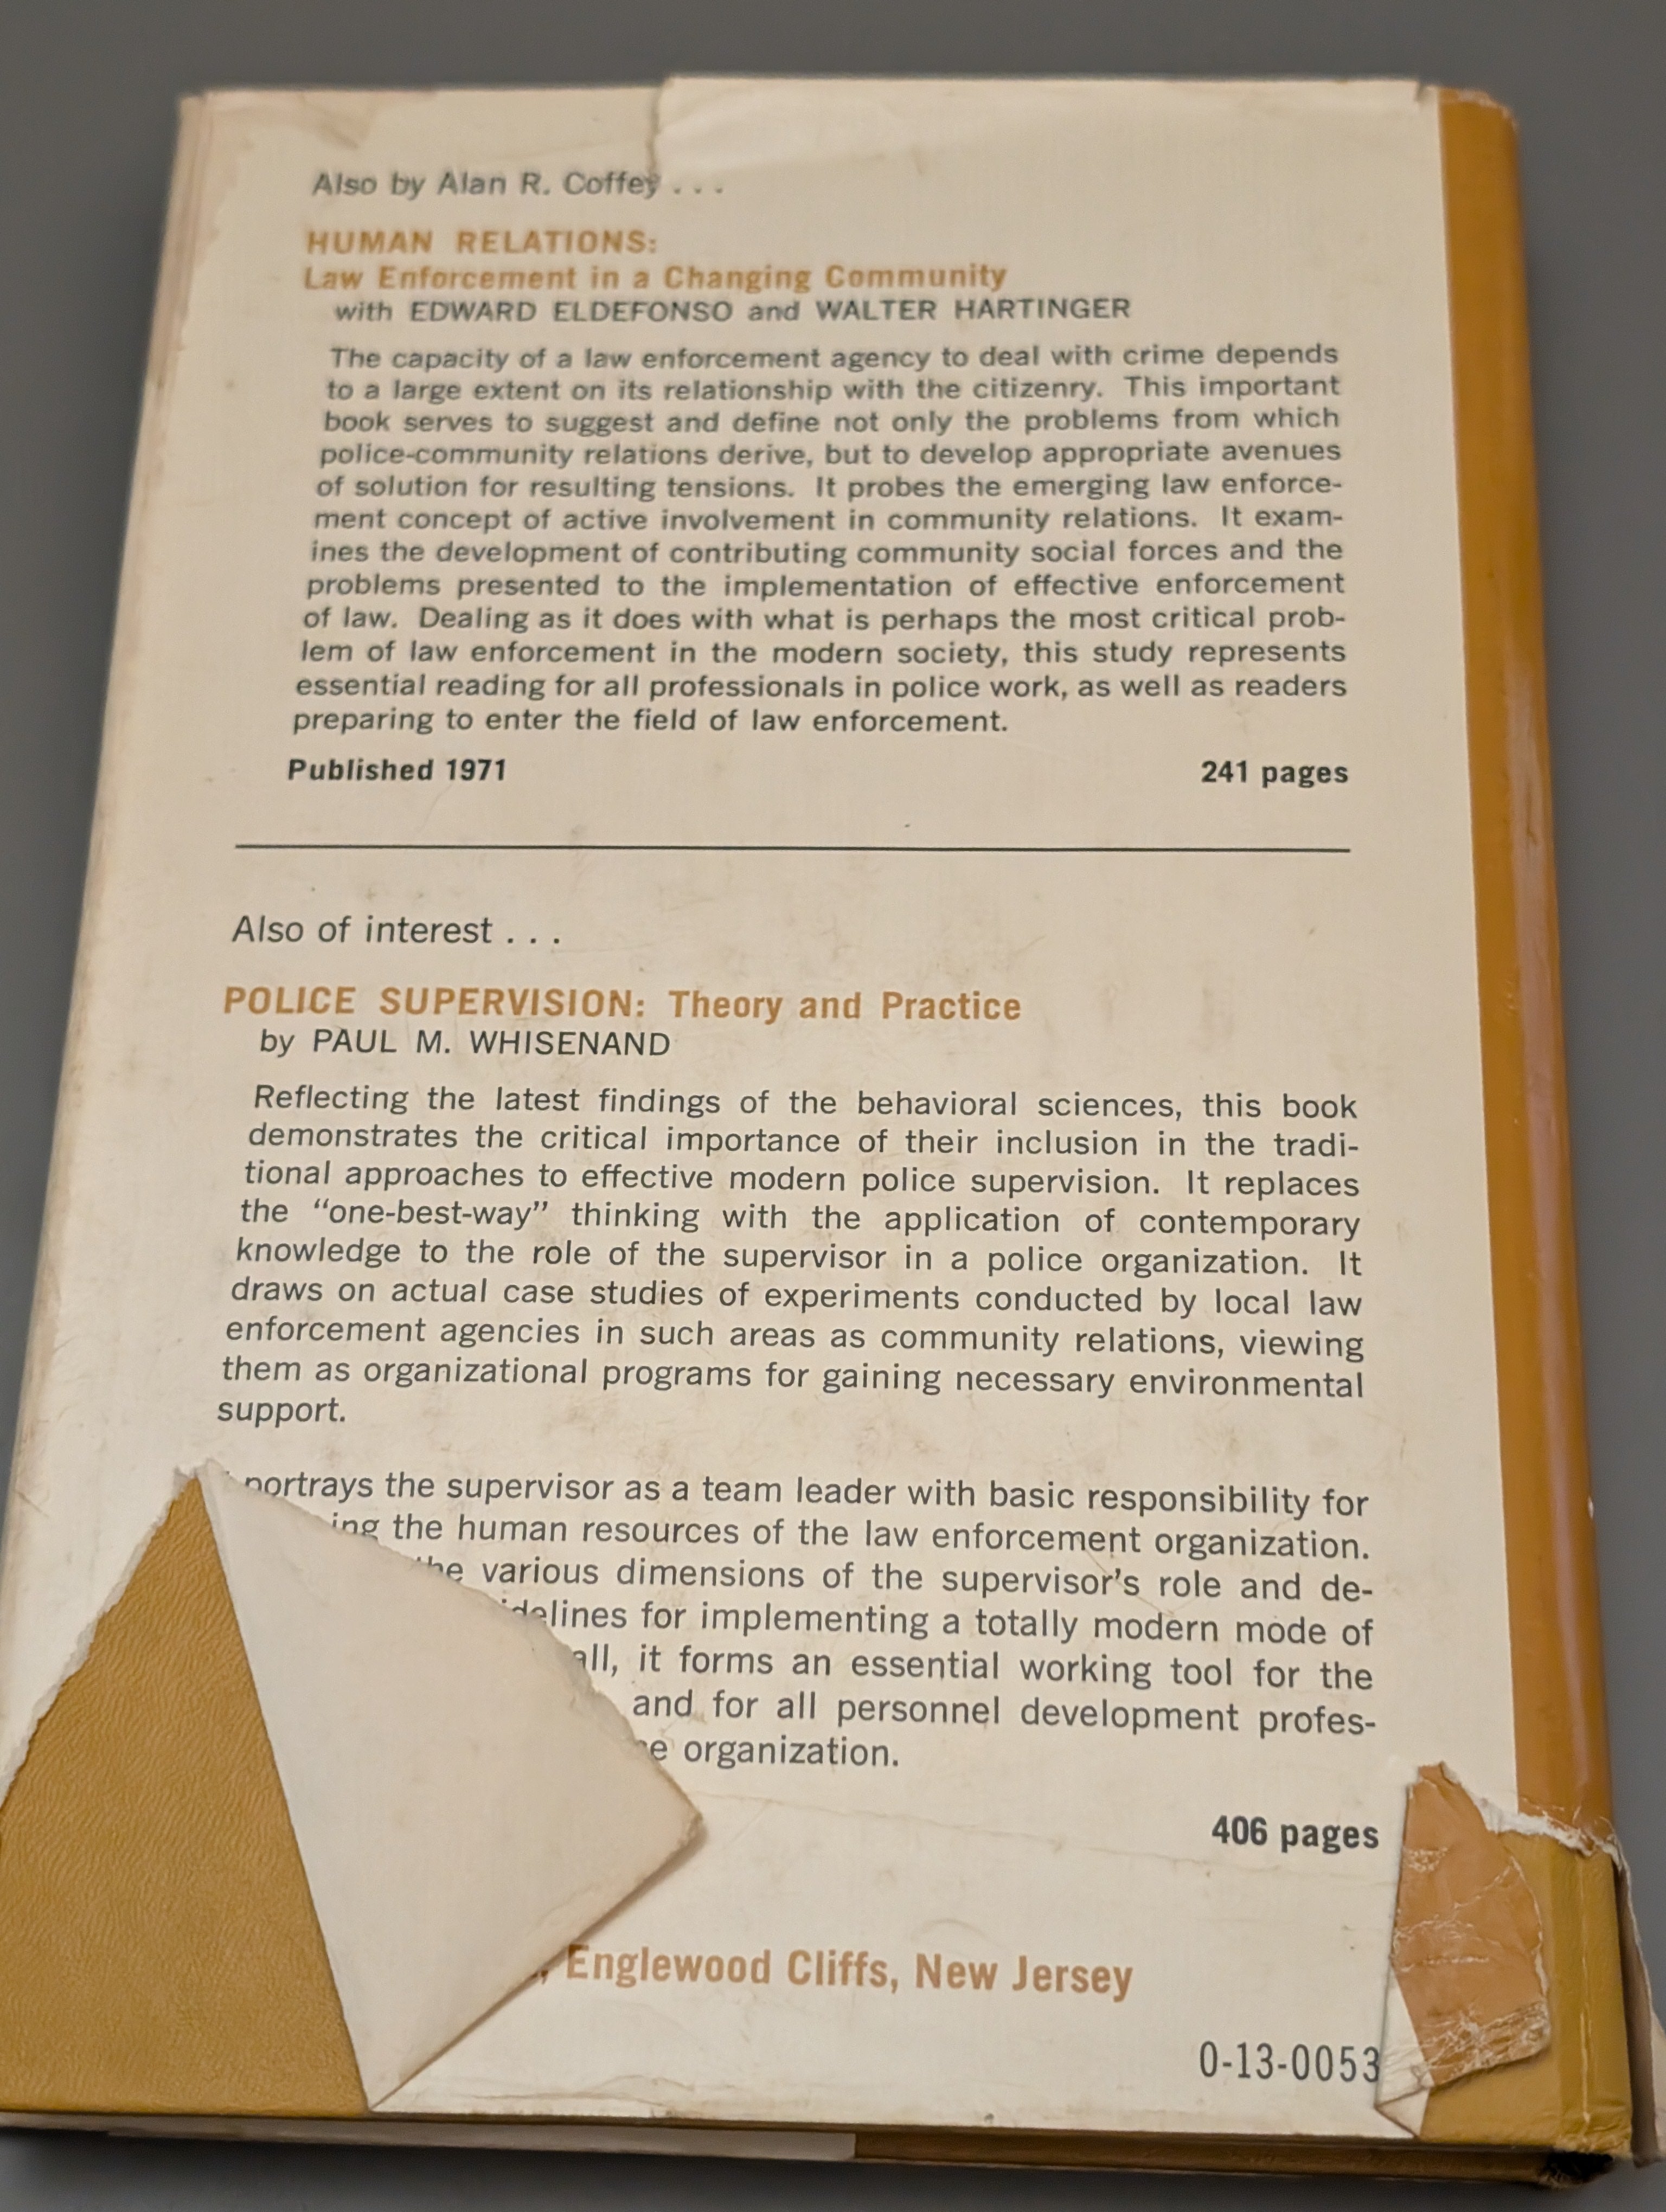 Also by Alan R. Coffey . . .
HUMAN RELATIONS:
Law Enforcement in a Changing Community
with EDWARD ELDEFONSO and WALTER HARTINGER
The capacity of a law enforcement agency to deal with crime depends
to a large extent on its relationship with the citizenry. This important
book serves to suggest and define not only the problems from which
police-community relations derive, but to develop appropriate avenues
of solution for resulting tensions. It probes the emerging law enforce-
ment concept of active involvement in community relations. It exam-
ines the development of contributing community social forces and the
problems presented to the implementation of effective enforcement
of law. Dealing as it does with what is perhaps the most critical prob-
lem of law enforcement in the modern society, this study represents
essential reading for all professionals in police work, as well as readers
preparing to enter the field of law enforcement.
Published 1971 241 pages
Also of interest . . .
POLICE SUPERVISION: Theory and Practice
by PAUL M. WHISENAND
Reflecting the latest findings of the behavioral sciences, this book
demonstrates the critical importance of their inclusion in the tradi-
tional approaches to effective modern police supervision. It replaces
the “one-best-way” thinking with the application of contemporary
knowledge to the role of the supervisor in a police organization. It
draws on actual case studies of experiments conducted by local law
enforcement agencies in such areas as community relations, viewing
them as organizational programs for gaining necessary environmental
support.
portrays the supervisor as a team leader with basic responsibility for
ing the human resources of the law enforcement organization.
the various dimensions of the supervisor's role and de-
idelines for implementing a totally modern mode of
all, it forms an essential working tool for the
and for all personnel development profes-
organization.
406 pages
Englewood Cliffs, New Jersey
0-13-0053